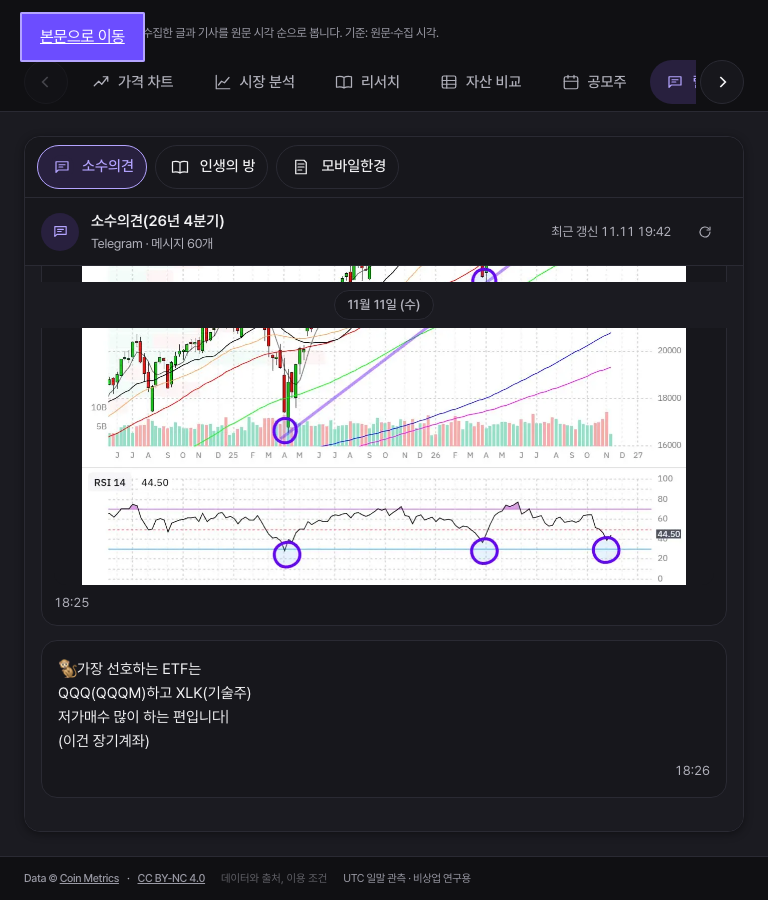 본문으로 이동
수집한 글과 기사를 원문 시각 순으로 봅니다. 기준: 원문·수집 시각.
가격 차트
시장 분석
리서치
자산 비교
공모주
소수의견
인생의 방
모바일한경
소수의견(26년 4분기)
Telegram · 메시지 60개
최근 갱신 11.11 19:42
11월 11일 (수)
20000
18000
16000
10B
5B
J J A S O N D 25 F M A M J J A S O N D 26 F M A M J J A S O N D 27
RSI 14 44.50
100
80
60
44.50
40
20
0
18:25
🐒가장 선호하는 ETF는
QQQ(QQQM)하고 XLK(기술주)
저가매수 많이 하는 편입니다
(이건 장기계좌)
18:26
Data © Coin Metrics · CC BY-NC 4.0 데이터와 출처, 이용 조건 UTC 일말 관측 · 비상업 연구용